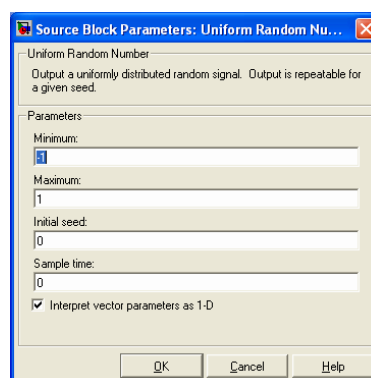 Source Block Parameters: Uniform Random Nu...
Uniform Random Number
Output a uniformly distributed random signal. Output is repeatable for
a given seed.
Parameters
Minimum:
-1
Maximum:
1
Initial seed:
0
Sample time:
0
Interpret vector parameters as 1-D
OK Cancel Help